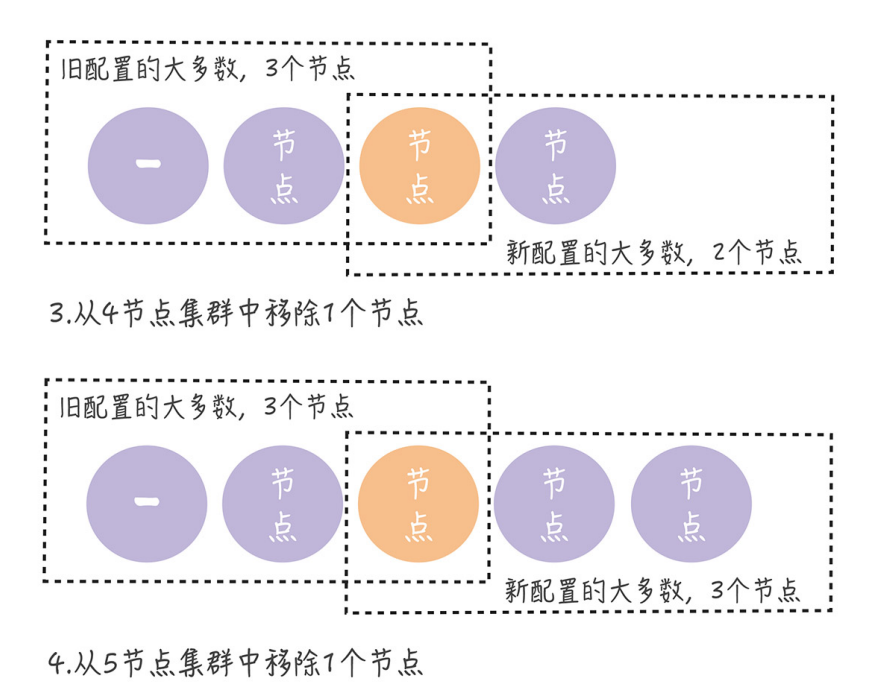 旧配置的大多数,3个节点
一
节点
节点
节点
新配置的大多数,2个节点
3.从4节点集群中移除1个节点
旧配置的大多数,3个节点
一
节点
节点
节点
节点
新配置的大多数,3个节点
4.从5节点集群中移除1个节点